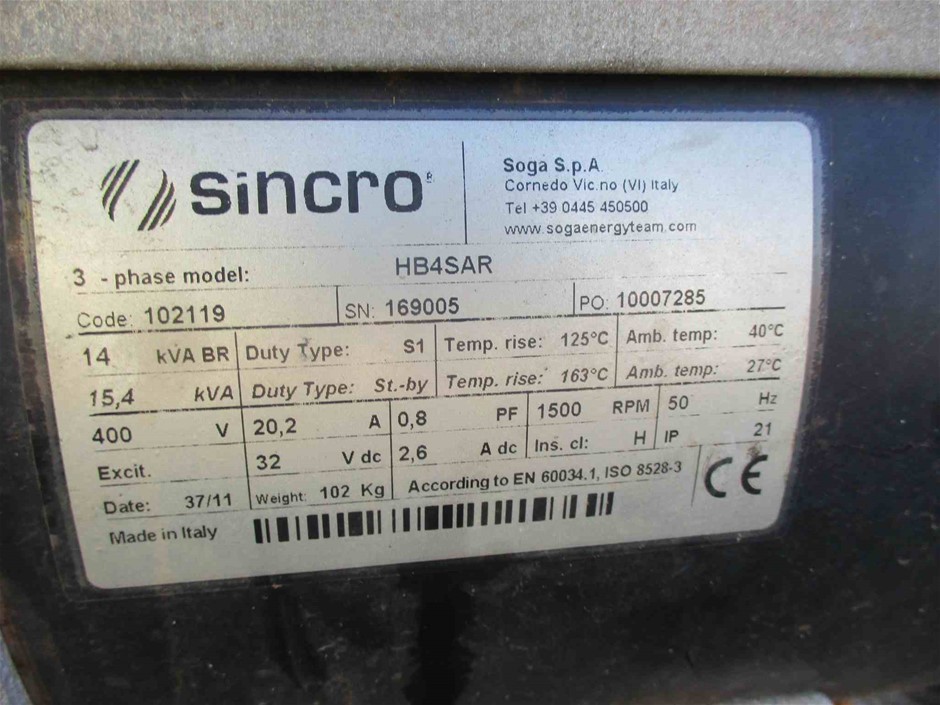 sincro®
Soga S.p.A.
Cornedo Vic.no (VI) Italy
Tel +39 0445 450500
www.sogaenergyteam.com
3 - phase model: HB4SAR
Code: 102119 SN: 169005 PO: 10007285
14 kVA BR Duty Type: S1 Temp. rise: 125°C Amb. temp: 40°C
15,4 kVA Duty Type: St.-by Temp. rise: 163°C Amb. temp: 27°C
400 V 20,2 A 0,8 PF 1500 RPM 50 Hz
Excit. 32 V dc 2,6 A dc Ins. cl: H IP 21
Date: 37/11 Weight: 102 Kg According to EN 60034.1, ISO 8528-3 CE
Made in Italy